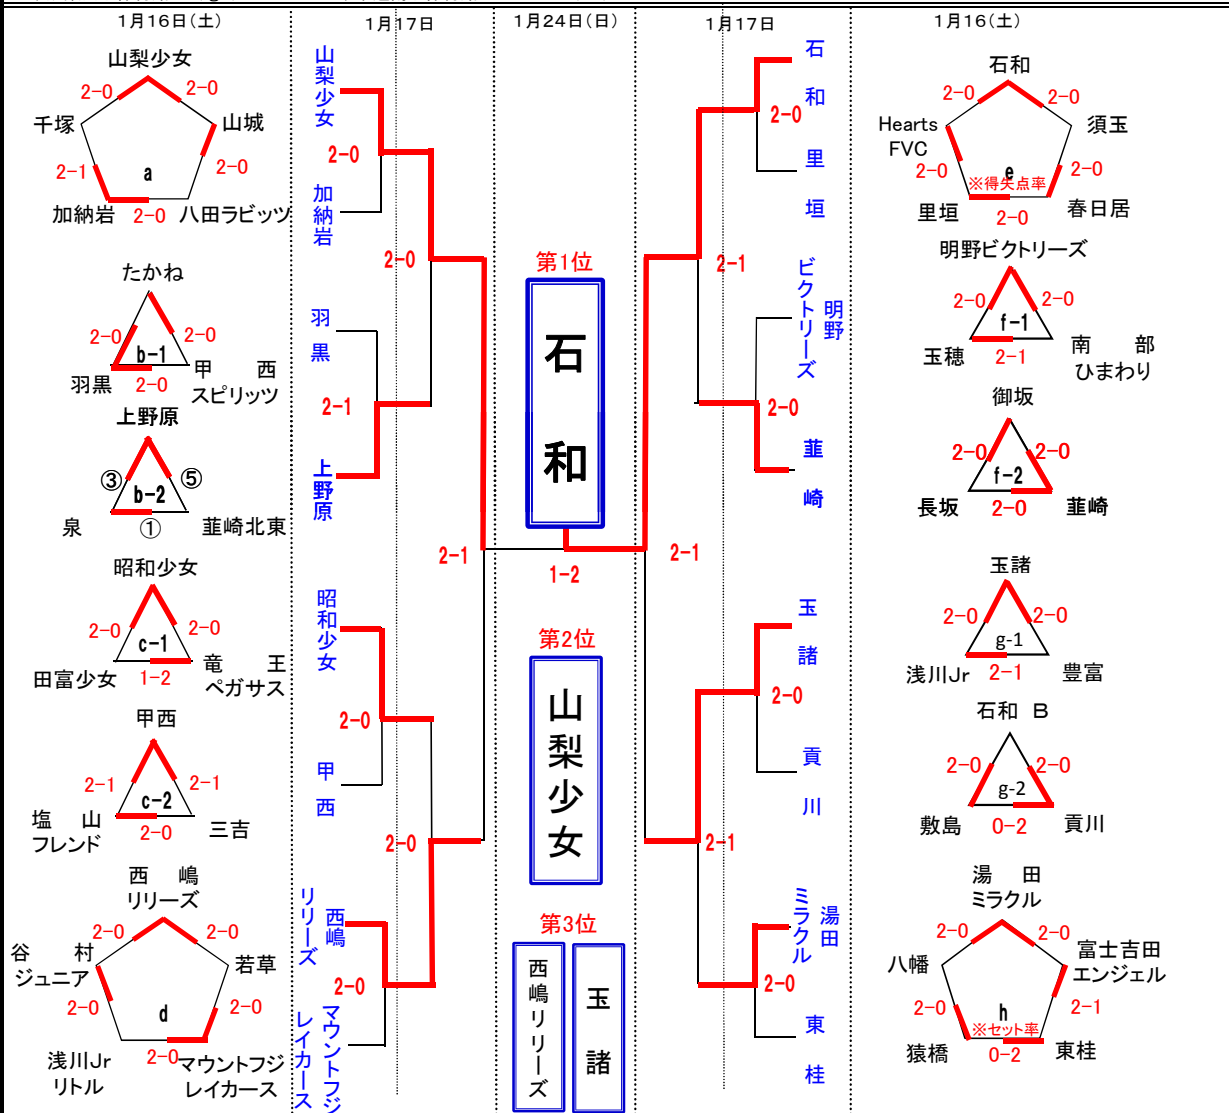 1月16日(土)
1月17日
1月24日(日)
1月17日
1月16(土)
山梨少女
2-0
2-0
千塚
山城
2-1
a
2-0
加納岩
2-0
八田ラビッツ
たかね
2-0
2-0
b-1
羽黒
2-0
甲 西
スピリッツ
上野原
③
⑤
b-2
泉
①
韮崎北東
昭和少女
2-0
2-0
c-1
田富少女
1-2
竜 王
ペガサス
甲西
2-1
2-1
c-2
塩 山
フレンド
2-0
三吉
西 嶋
リリーズ
2-0
2-0
谷 村
ジュニア
若草
2-0
d
2-0
浅川Jr
リトル
2-0
マウントフジ
レイカース
山梨少女
2-0
加納岩
2-0
羽黒
2-1
上野原
2-1
昭和少女
2-0
甲西
2-0
西嶋
リリーズ
2-0
マウントフジ
レイカース
第1位
石和
1-2
第2位
山梨少女
第3位
西嶋リリーズ
玉諸
石和
2-0
里垣
2-1
明野
ビクトリーズ
2-0
韮崎
2-1
玉諸
2-0
貢川
2-1
湯田
ミラクル
2-0
東桂
石和
2-0
2-0
Hearts
FVC
須玉
2-0
e
2-0
※得失点率
里垣
2-0
春日居
明野ビクトリーズ
2-0
2-0
f-1
玉穂
2-1
南 部
ひまわり
御坂
2-0
2-0
f-2
長坂
2-0
韮崎
玉諸
2-0
2-0
g-1
浅川Jr
2-1
豊富
石和 B
2-0
2-0
g-2
敷島
0-2
貢川
湯 田
ミラクル
2-0
2-0
八幡
富士吉田
エンジェル
2-0
h
2-1
※セット率
猿橋
0-2
東桂